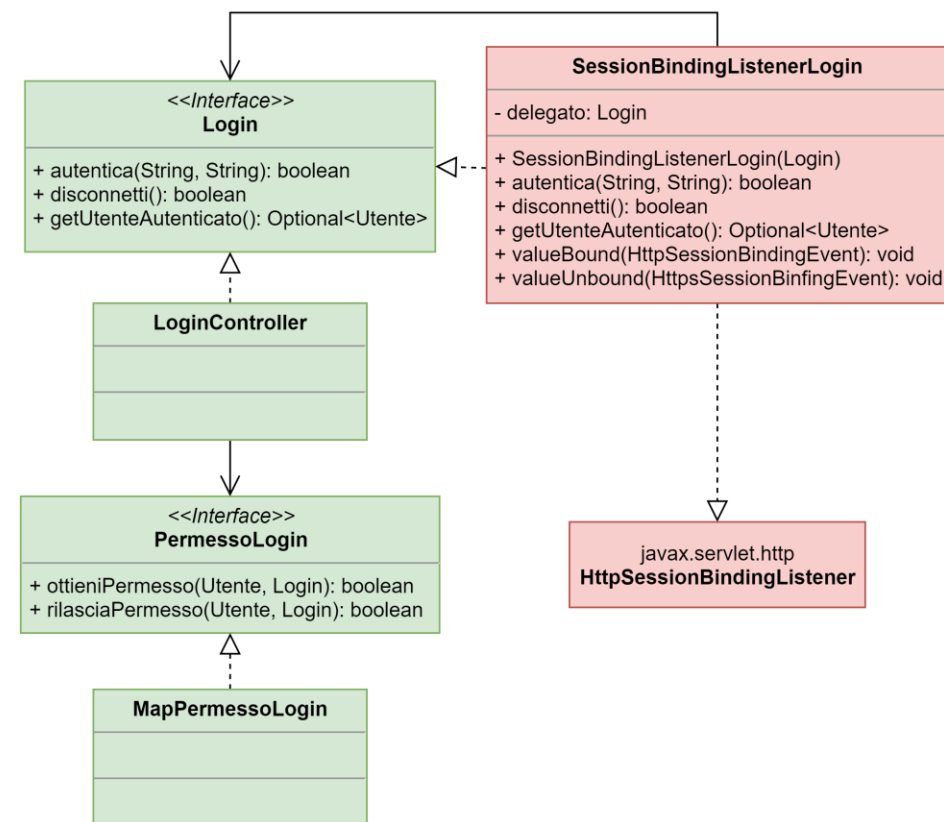 <<Interface>>
Login
+ autentica(String, String): boolean
+ disconnetti(): boolean
+ getUtenteAutenticato(): Optional<Utente>
SessionBindingListenerLogin
- delegato: Login
+ SessionBindingListenerLogin(Login)
+ autentica(String, String): boolean
+ disconnetti(): boolean
+ getUtenteAutenticato(): Optional<Utente>
+ valueBound(HttpSessionBindingEvent): void
+ valueUnbound(HttpsSessionBinfingEvent): void
LoginController
<<Interface>>
PermessoLogin
+ ottieniPermesso(Utente, Login): boolean
+ rilasciaPermesso(Utente, Login): boolean
javax.servlet.http
HttpSessionBindingListener
MapPermessoLogin